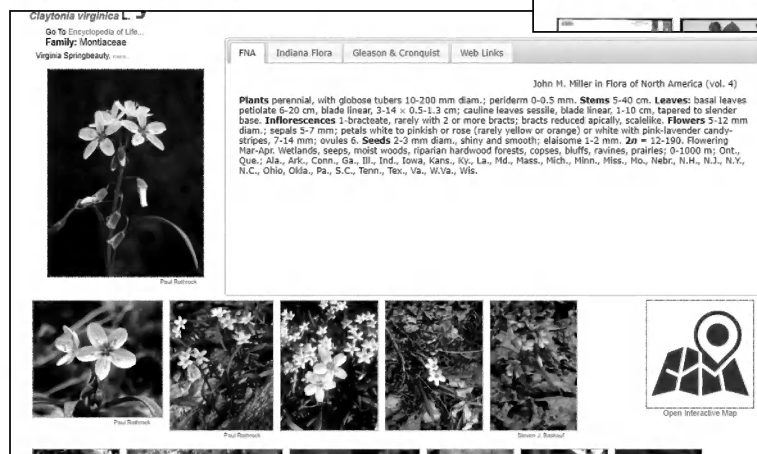 Claytonia virginica L.
Go To Encyclopedia of Life...
Family: Montiaceae
Virginia Springbeauty, more...
FNA
Indiana Flora
Gleason & Cronquist
Web Links
John M. Miller in Flora of North America (vol. 4)
Plants perennial, with globose tubers 10-200 mm diam.; periderm 0-0.5 mm. Stems 5-40 cm. Leaves: basal leaves
petiolate 6-20 cm, blade linear, 3-14 × 0.5-1.3 cm; cauline leaves sessile, blade linear, 1-10 cm, tapered to slender
base. Inflorescences 1-bracteate, rarely with 2 or more bracts; bracts reduced apically, scalelike. Flowers 5-12 mm
diam.; sepals 5-7 mm; petals white to pinkish or rose (rarely yellow or orange) or white with pink-lavender candy-
stripes, 7-14 mm; ovules 6. Seeds 2-3 mm diam., shiny and smooth; elaisome 1-2 mm. 2n = 12-190. Flowering
Mar-Apr. Wetlands, seeps, moist woods, riparian hardwood forests, copses, bluffs, ravines, prairies; 0-1000 m; Ont.,
Que.; Ala., Ark., Conn., Ga., Ill., Ind., Iowa, Kans., Ky., La., Md., Mass., Mich., Minn., Miss., Mo., Nebr., N.H., N.J., N.Y.,
N.C., Ohio, Okla., Pa., S.C., Tenn., Tex., Va., W.Va., Wis.
Paul Rothrock
Paul Rothrock
Paul Rothrock
Steven J. Baskauf
Open Interactive Map